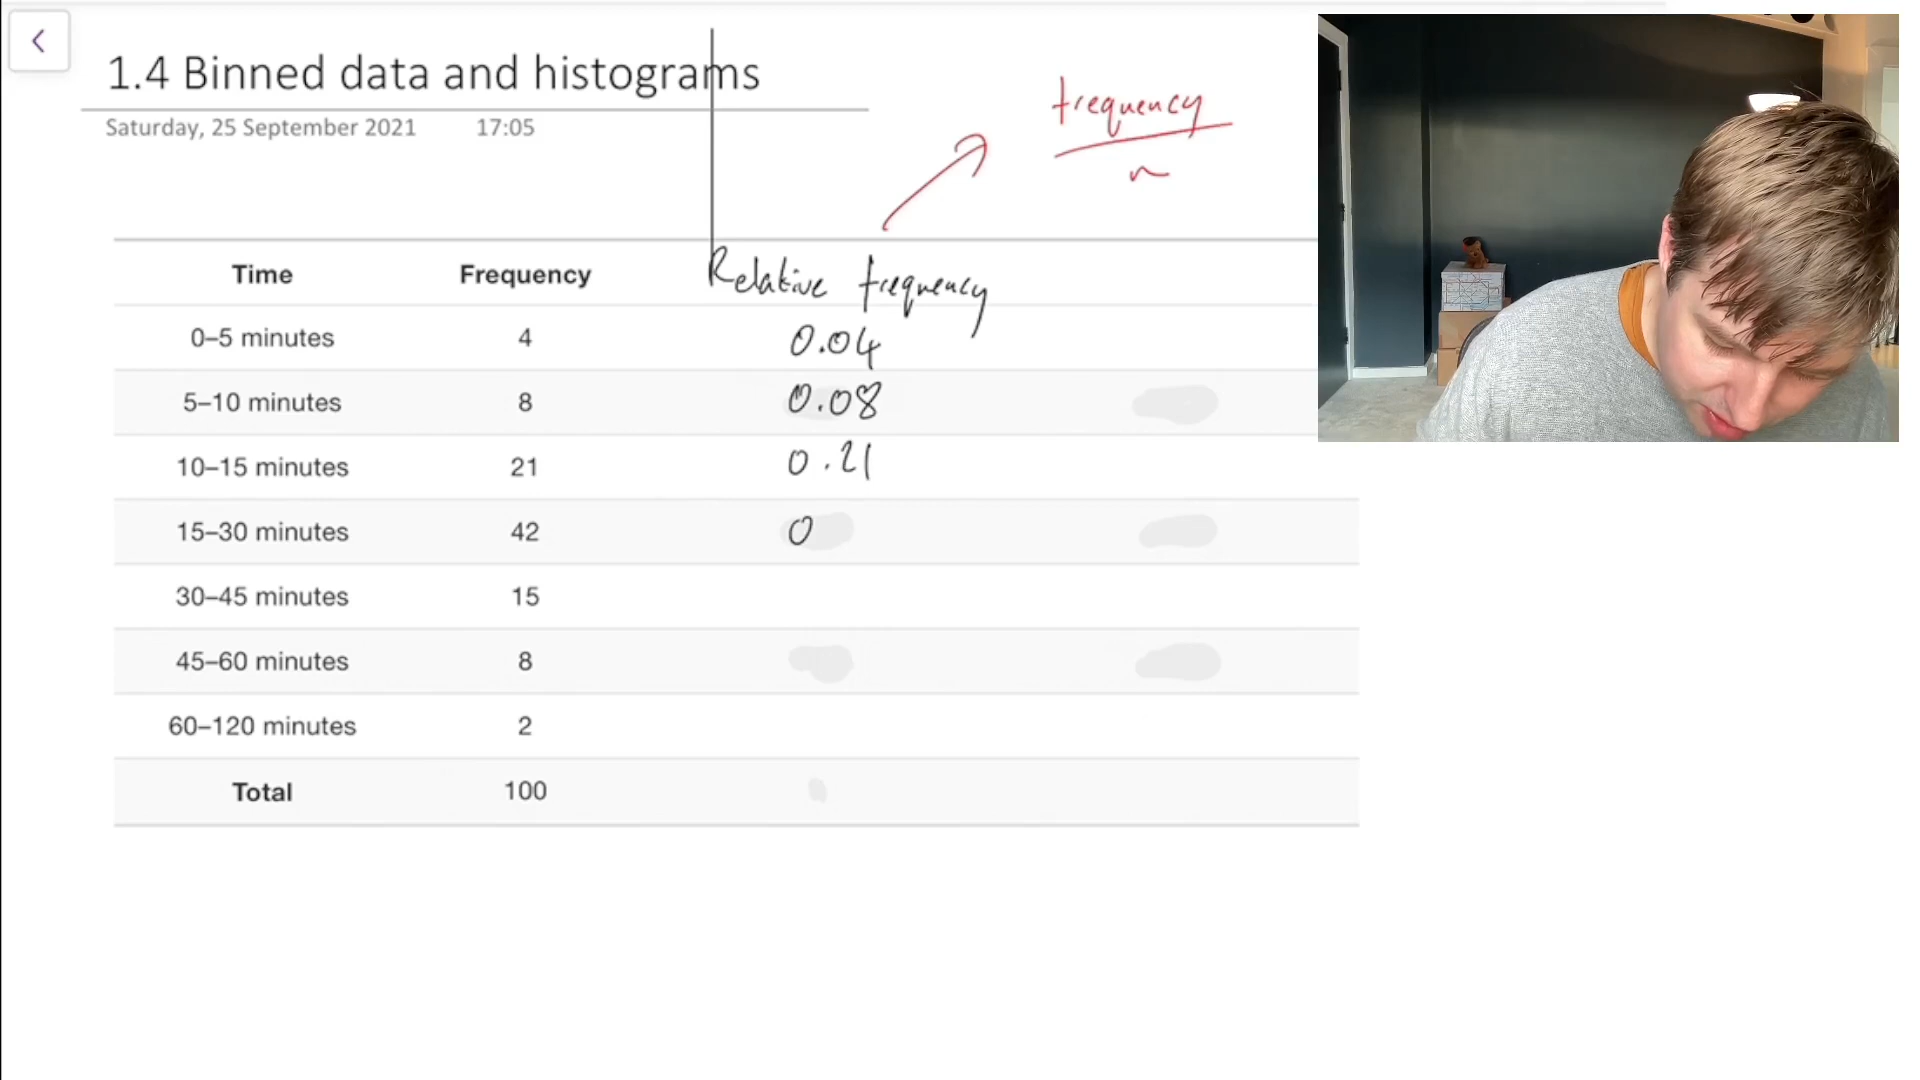 1.4 Binned data and histograms
Saturday, 25 September 2021 17:05
frequency
n
Time Frequency Relative frequency
0–5 minutes 4 0.04
5–10 minutes 8 0.08
10–15 minutes 21 0.21
15–30 minutes 42 0
30–45 minutes 15
45–60 minutes 8
60–120 minutes 2
Total 100